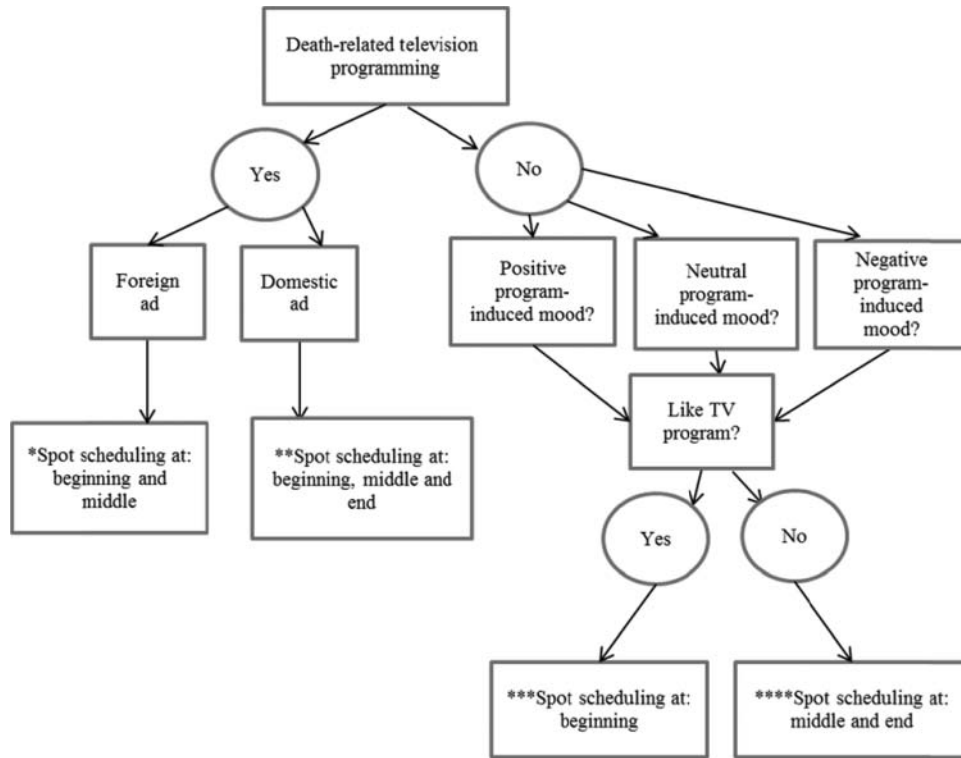 Death-related television
programming
Yes
No
Foreign
ad
Domestic
ad
Positive
program-
induced mood?
Neutral
program-
induced mood?
Negative
program-
induced
mood?
*Spot scheduling at:
beginning and
middle
**Spot scheduling at:
beginning, middle and
end
Like TV
program?
Yes
No
***Spot scheduling at:
beginning
****Spot scheduling at:
middle and end